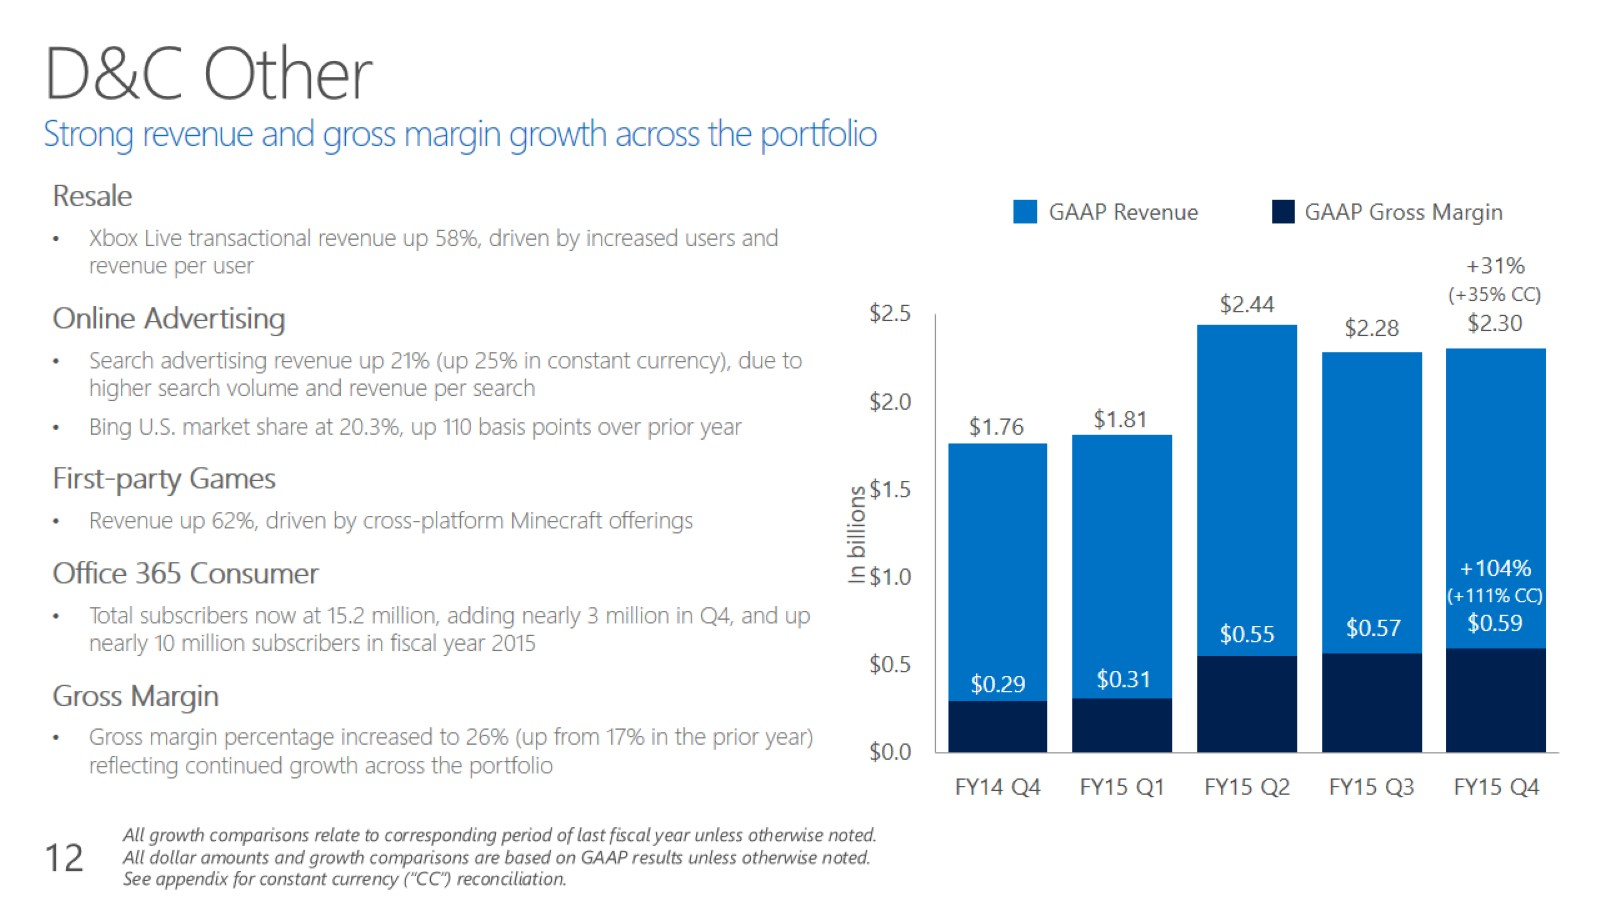 D&C Other
Strong revenue and gross margin growth across the portfolio
Resale
• Xbox Live transactional revenue up 58%, driven by increased users and
revenue per user
Online Advertising
• Search advertising revenue up 21% (up 25% in constant currency), due to
higher search volume and revenue per search
• Bing U.S. market share at 20.3%, up 110 basis points over prior year
First-party Games
• Revenue up 62%, driven by cross-platform Minecraft offerings
Office 365 Consumer
• Total subscribers now at 15.2 million, adding nearly 3 million in Q4, and up
nearly 10 million subscribers in fiscal year 2015
Gross Margin
• Gross margin percentage increased to 26% (up from 17% in the prior year)
reflecting continued growth across the portfolio
GAAP Revenue
GAAP Gross Margin
In billions
$2.5
$2.0
$1.5
$1.0
$0.5
$0.0
$1.76
$1.81
$2.44
$2.28
+31%
(+35% CC)
$2.30
$0.29
$0.31
$0.55
$0.57
+104%
(+111% CC)
$0.59
FY14 Q4
FY15 Q1
FY15 Q2
FY15 Q3
FY15 Q4
12
All growth comparisons relate to corresponding period of last fiscal year unless otherwise noted.
All dollar amounts and growth comparisons are based on GAAP results unless otherwise noted.
See appendix for constant currency (“CC”) reconciliation.